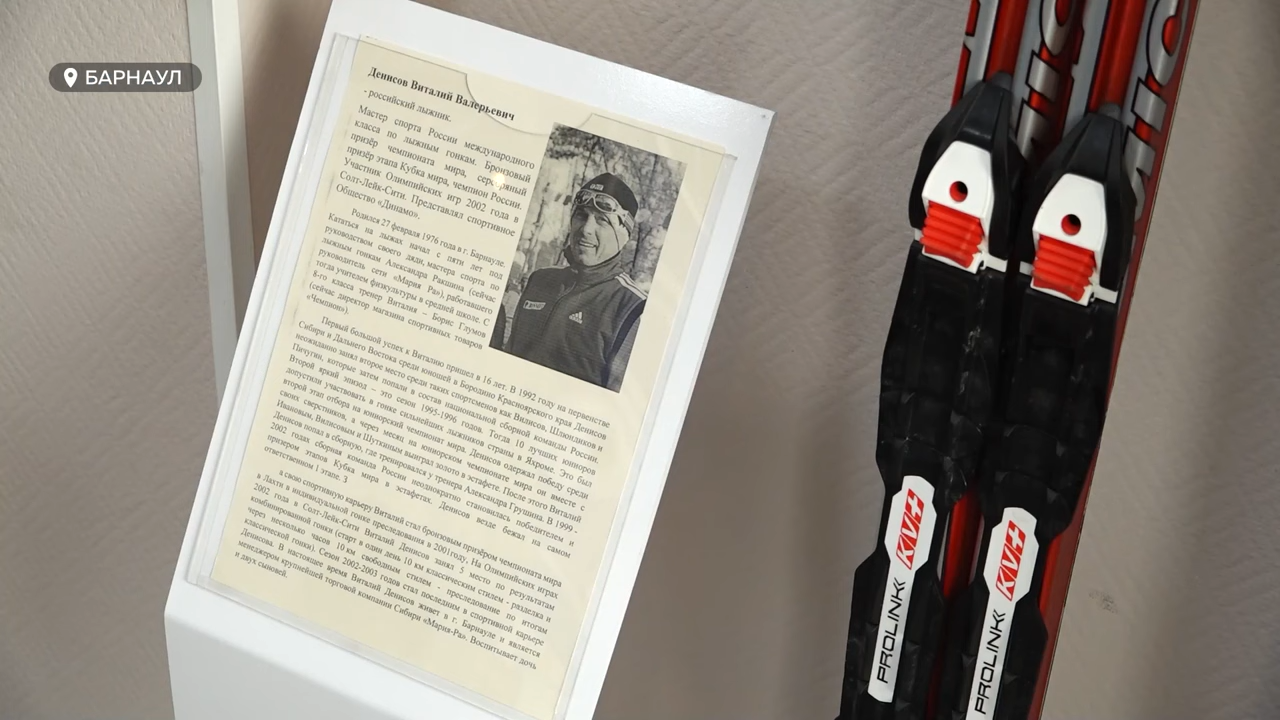 БАРНАУЛ
Денисов Виталий Валерьевич
- российский лыжник.
Мастер спорта России международного
класса по лыжным гонкам. Бронзовый
призёр чемпионата мира, серебряный
призёр этапа Кубка мира, чемпион России.
Участник Олимпийских игр 2002 года в
Солт-Лейк-Сити. Представлял спортивное
Общество «Динамо».
Родился 27 февраля 1976 года в г. Барнауле.
Кататься на лыжах начал с пяти лет под
руководством своего дяди, мастера спорта по
лыжным гонкам Александра Ракшина (сейчас
руководитель сети «Мария Ра»), работавшего
тогда учителем физкультуры в средней школе. С
8-го класса тренер Виталия – Борис Глумов
(сейчас директор магазина спортивных товаров
«Чемпион»).
Первый большой успех к Виталию пришел в 16 лет. В 1992 году на первенстве
Сибири и Дальнего Востока среди юношей в Бородино Красноярского края Денисов
неожиданно занял второе место среди таких спортсменов как Вилисов, Шлюндиков и
Пичугин, которые затем попали в состав национальной сборной команды России.
Второй яркий эпизод – это сезон 1995-1996 годов. Тогда 10 лучших юниоров
допустили участвовать в гонке сильнейших лыжников страны в Яхроме. Это был
второй этап отбора на юниорский чемпионат мира. Денисов одержал победу среди
своих сверстников, а через месяц на юниорском чемпионате мира он вместе с
Ивановым, Вилисовым и Шуткиным выиграл золото в эстафете. После этого Виталий
Денисов попал в сборную, где тренировался у тренера Александра Грушина. В 1999 -
2002 годах сборная команда России неоднократно становилась победителем и
призером этапов Кубка мира в эстафетах. Денисов везде бежал на самом
ответственном 1 этапе. З
а свою спортивную карьеру Виталий стал бронзовым призёром чемпионата мира
в Лахти в индивидуальной гонке преследования в 2001году. На Олимпийских играх
2002 года в Солт-Лейк-Сити Виталий Денисов занял 5 место по результатам
комбинированной гонки (старт в один день 10 км классическим стилем - разделка и
через несколько часов 10 км свободным стилем - преследование по итогам
классической гонки). Сезон 2002-2003 годов стал последним в спортивной карьере
Денисова. В настоящее время Виталий Денисов живет в г. Барнауле и является
менеджером крупнейшей торговой компании Сибири «Мария-Ра». Воспитывает дочь
и двух сыновей.
adidas
PROLINK KV+
PROLINK KV+